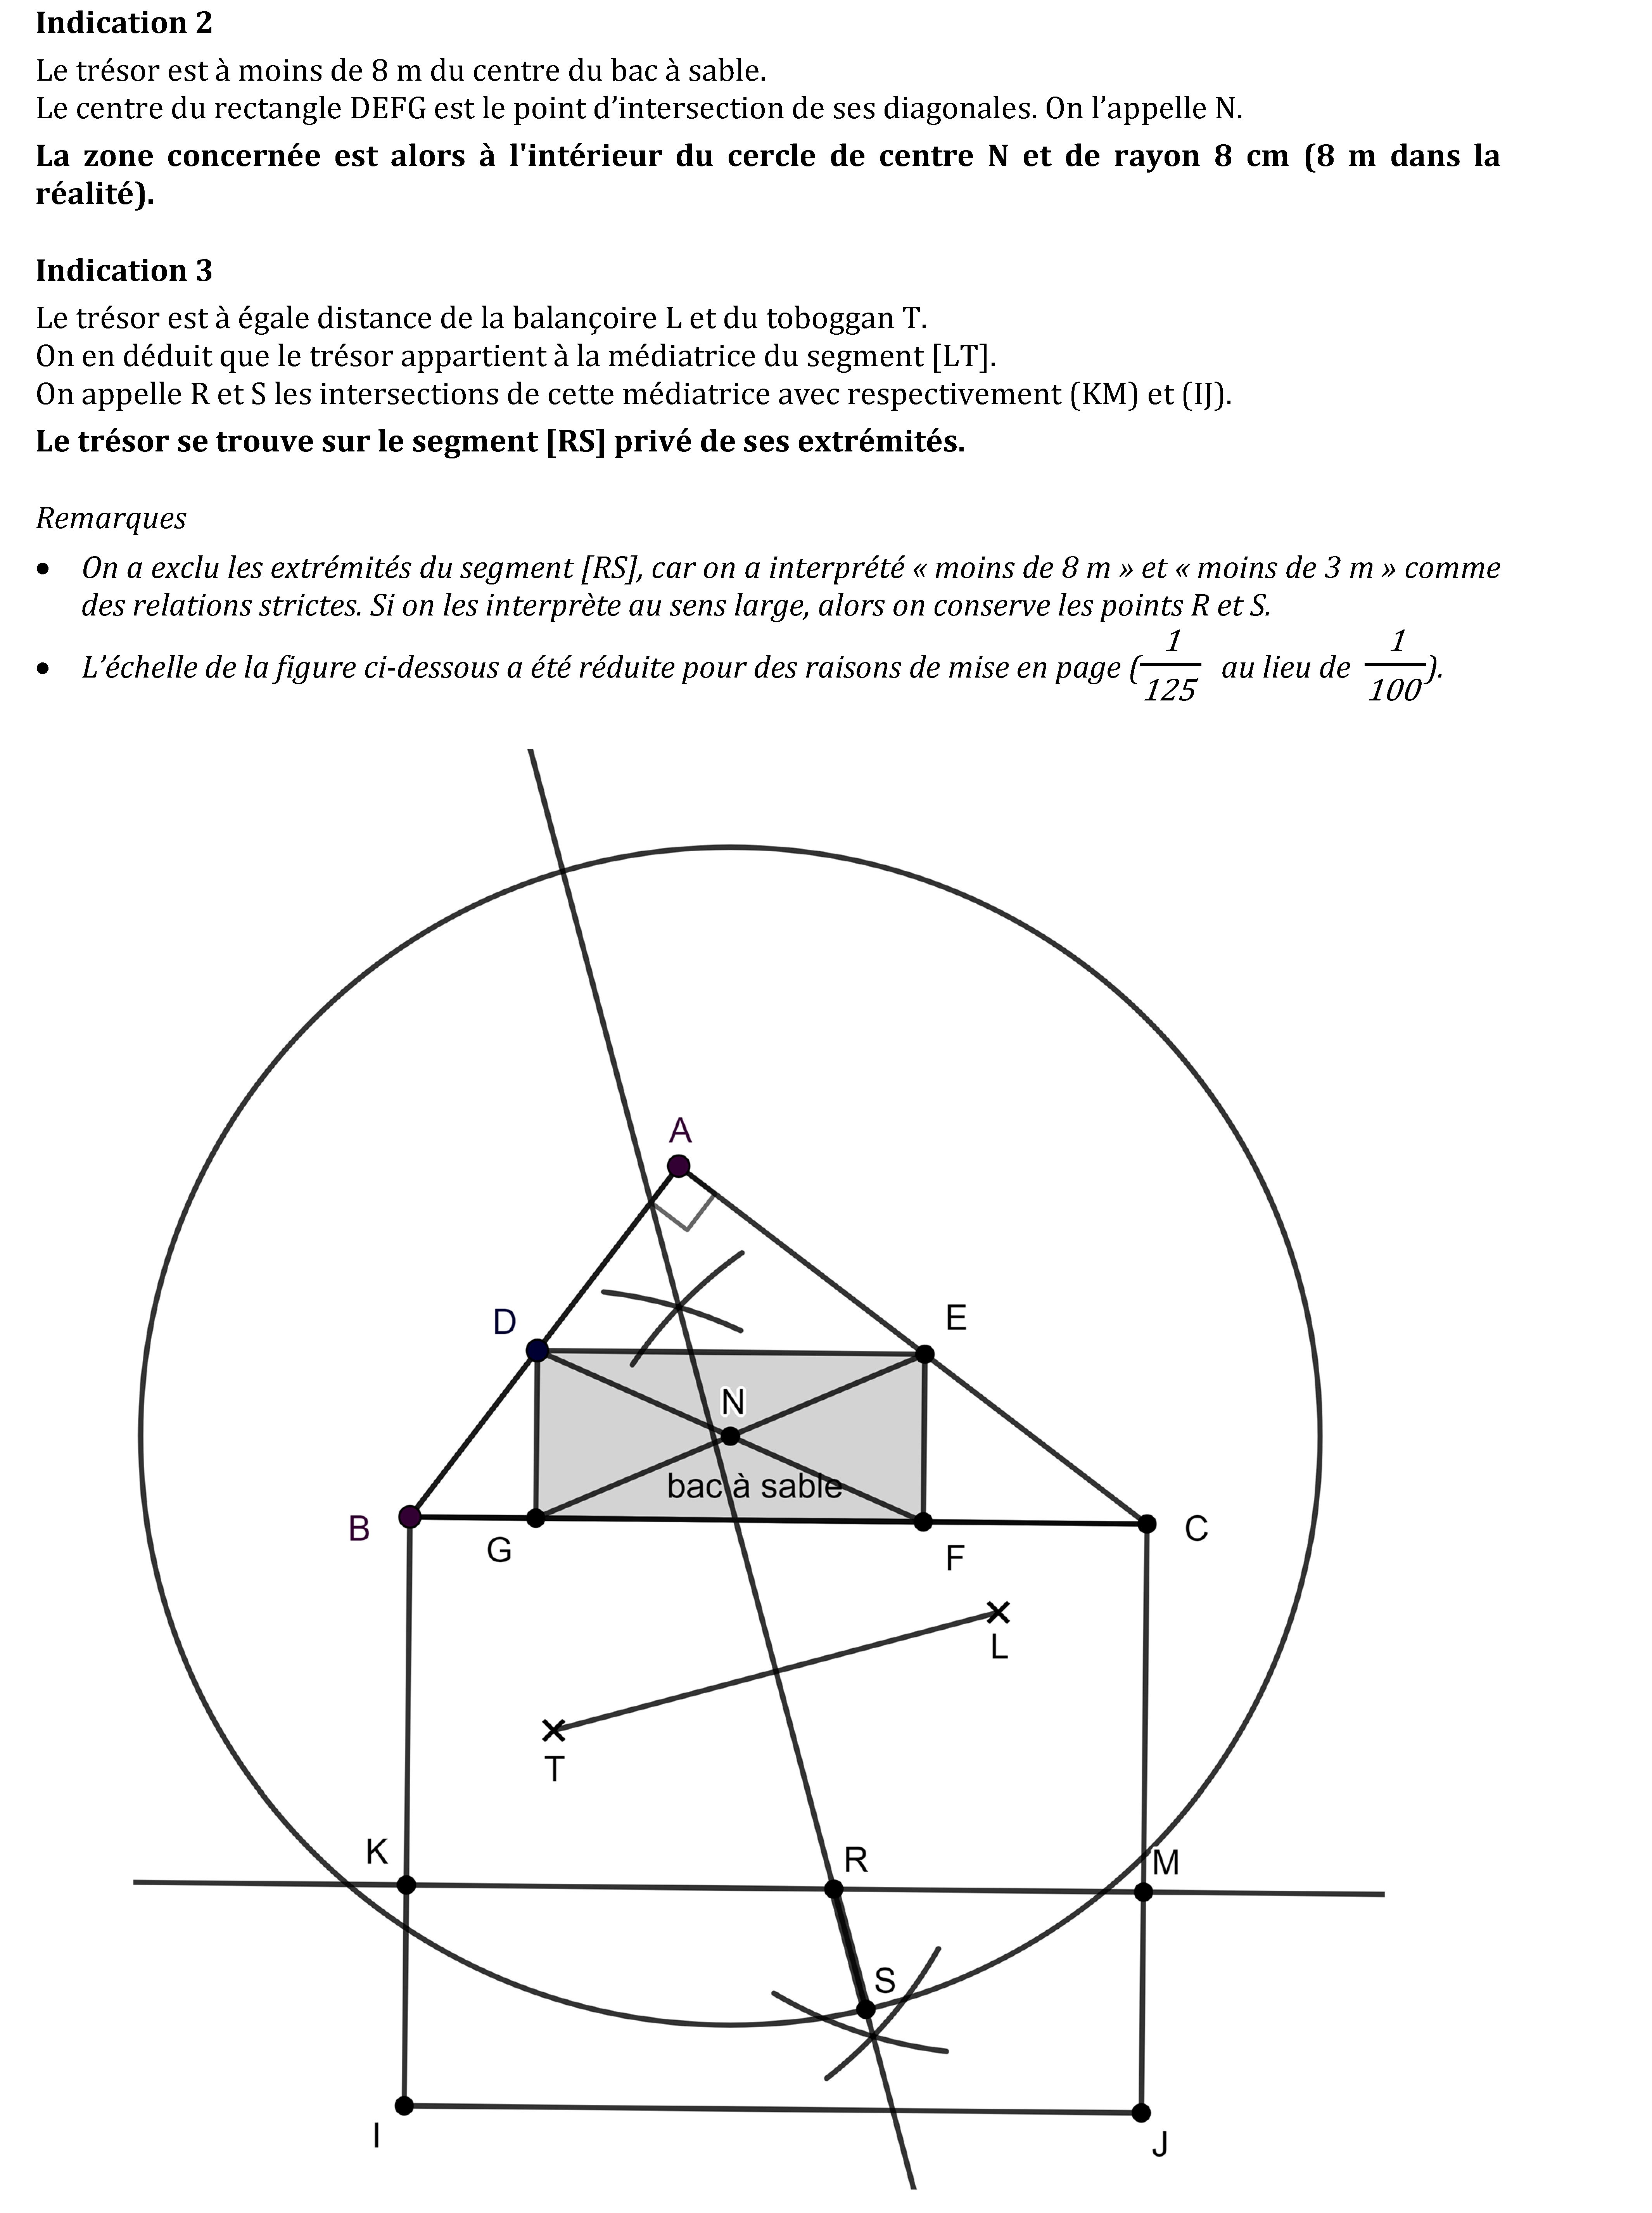 Indication 2
Le trésor est à moins de 8 m du centre du bac à sable.
Le centre du rectangle DEFG est le point d’intersection de ses diagonales. On l’appelle N.
La zone concernée est alors à l'intérieur du cercle de centre N et de rayon 8 cm (8 m dans la
réalité).
Indication 3
Le trésor est à égale distance de la balançoire L et du toboggan T.
On en déduit que le trésor appartient à la médiatrice du segment [LT].
On appelle R et S les intersections de cette médiatrice avec respectivement (KM) et (IJ).
Le trésor se trouve sur le segment [RS] privé de ses extrémités.
Remarques
• On a exclu les extrémités du segment [RS], car on a interprété « moins de 8 m » et « moins de 3 m » comme
des relations strictes. Si on les interprète au sens large, alors on conserve les points R et S.
• L’échelle de la figure ci-dessous a été réduite pour des raisons de mise en page (1/125 au lieu de 1/100).
A
D
E
N
bac à sable
B
G
F
C
L
T
K
R
M
S
I
J